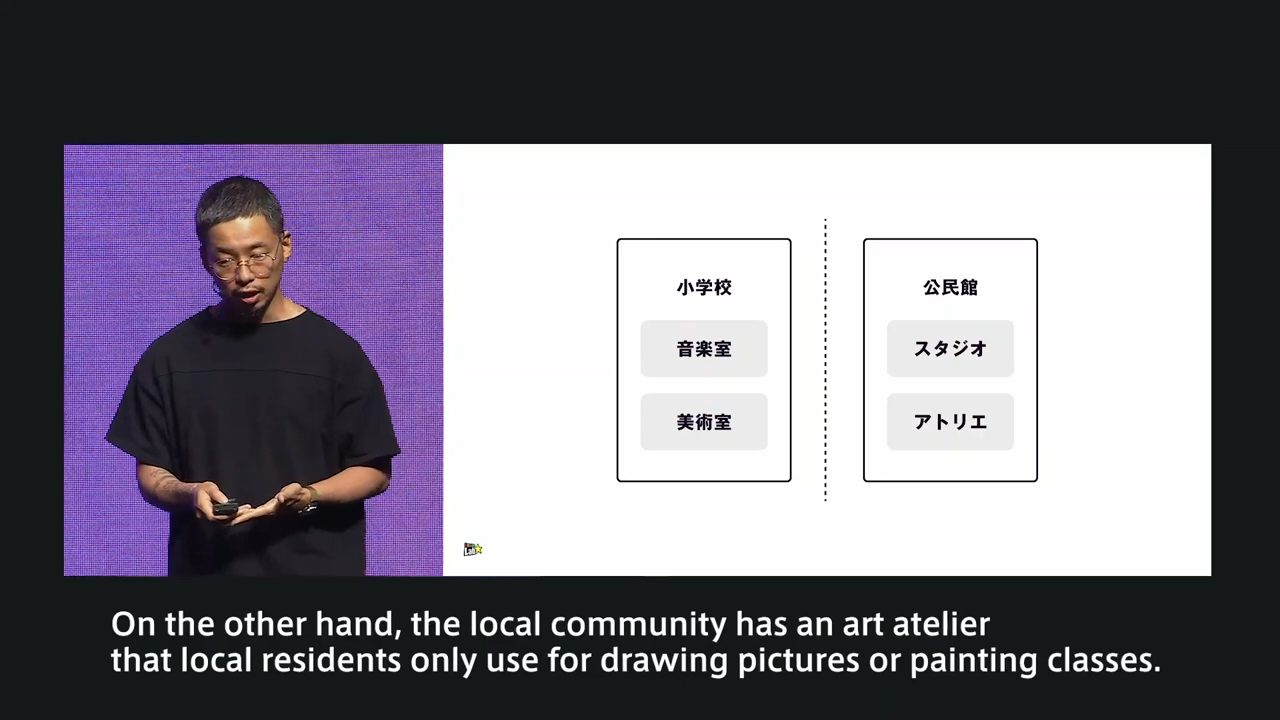 小学校
音楽室
美術室
公民館
スタジオ
アトリエ
Lab
On the other hand, the local community has an art atelier
that local residents only use for drawing pictures or painting classes.